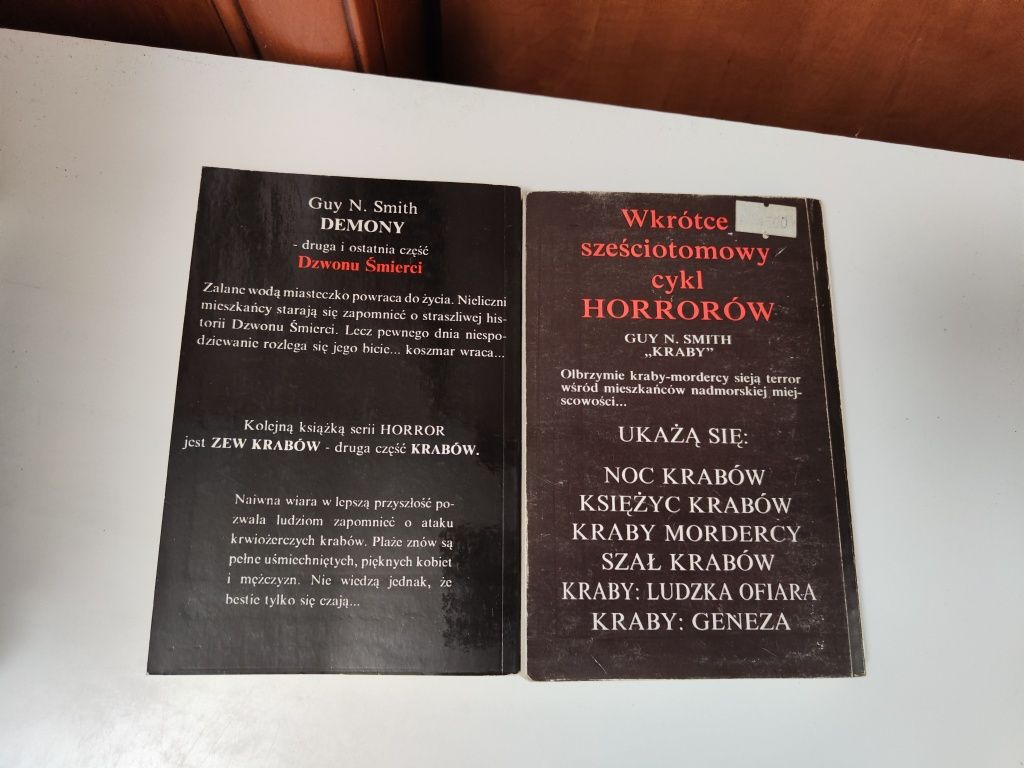 Guy N. Smith
DEMONY
- druga i ostatnia część
Dzwonu Śmierci
Zalane wodą miasteczko powraca do życia. Nieliczni
mieszkańcy starają się zapomnieć o straszliwej his-
torii Dzwonu Śmierci. Lecz pewnego dnia niespo-
dziewanie rozlega się jego bicie... koszmar wraca...
Kolejną książką serii HORROR
jest ZEW KRABÓW - druga część KRABÓW.
Naiwna wiara w lepszą przyszłość po-
zwala ludziom zapomnieć o ataku
krwiożerczych krabów. Plaże znów są
pełne uśmiechniętych, pięknych kobiet
i mężczyzn. Nie wiedzą jednak, że
bestie tylko się czają...
Wkrótce
sześciotomowy
cykl
HORRORÓW
GUY N. SMITH
„KRABY”
Olbrzymie kraby-mordercy sieją terror
wśród mieszkańców nadmorskiej miej-
scowości...
UKAŻĄ SIĘ:
NOC KRABÓW
KSIĘŻYC KRABÓW
KRABY MORDERCY
SZAŁ KRABÓW
KRABY: LUDZKA OFIARA
KRABY: GENEZA